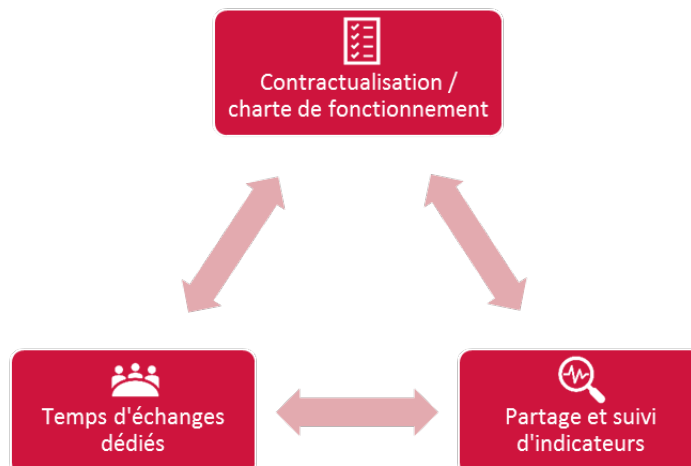 Contractualisation /
charte de fonctionnement
Temps d'échanges
dédiés
Partage et suivi
d'indicateurs